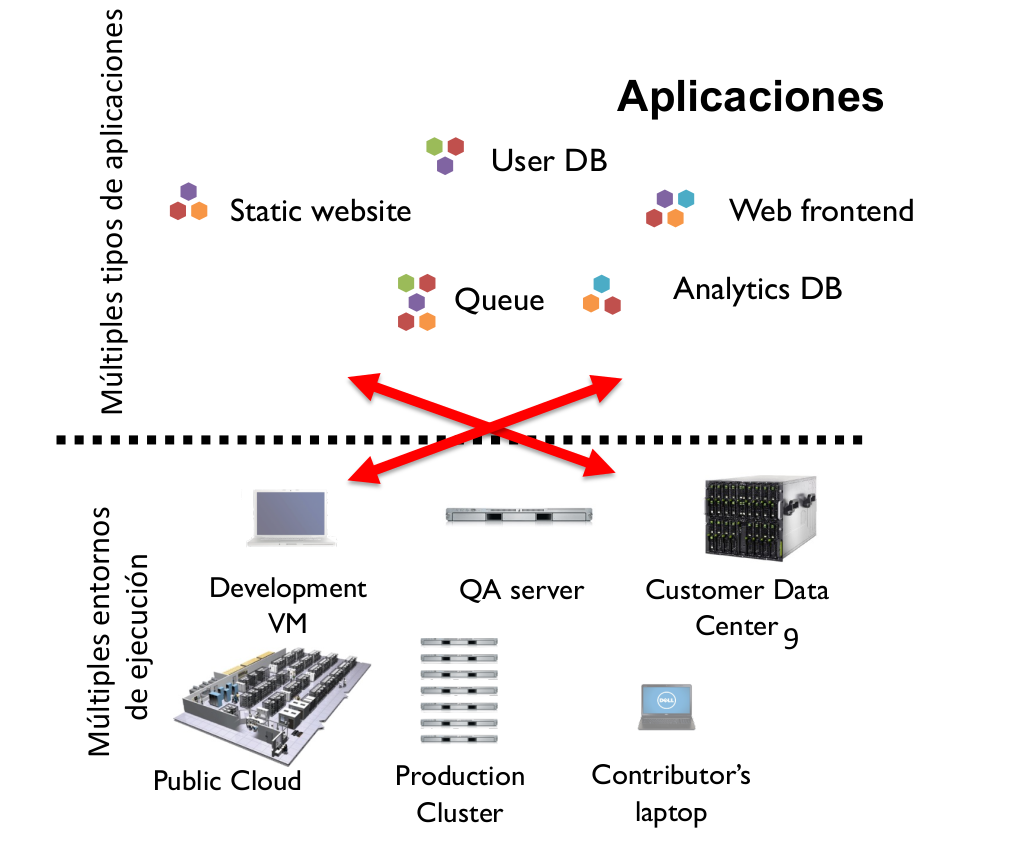 Múltiples tipos de aplicaciones
Aplicaciones
User DB
Static website
Web frontend
Queue
Analytics DB
Múltiples entornos
de ejecución
Development
VM
QA server
Customer Data
Center
9
Public Cloud
Production
Cluster
DELL
Contributor’s
laptop